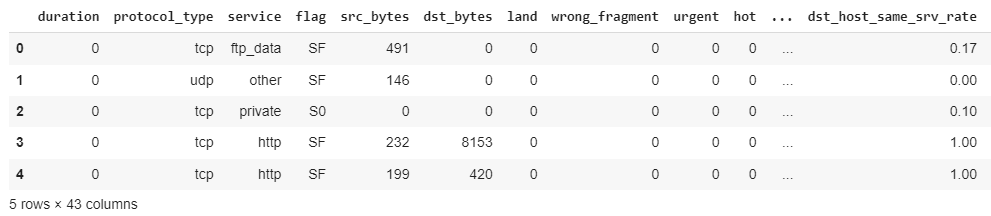 duration protocol_type service flag src_bytes dst_bytes land wrong_fragment urgent hot ... dst_host_same_srv_rate
0 0 tcp ftp_data SF 491 0 0 0 0 0 ... 0.17
1 0 udp other SF 146 0 0 0 0 0 ... 0.00
2 0 tcp private S0 0 0 0 0 0 0 ... 0.10
3 0 tcp http SF 232 8153 0 0 0 0 ... 1.00
4 0 tcp http SF 199 420 0 0 0 0 ... 1.00
5 rows × 43 columns